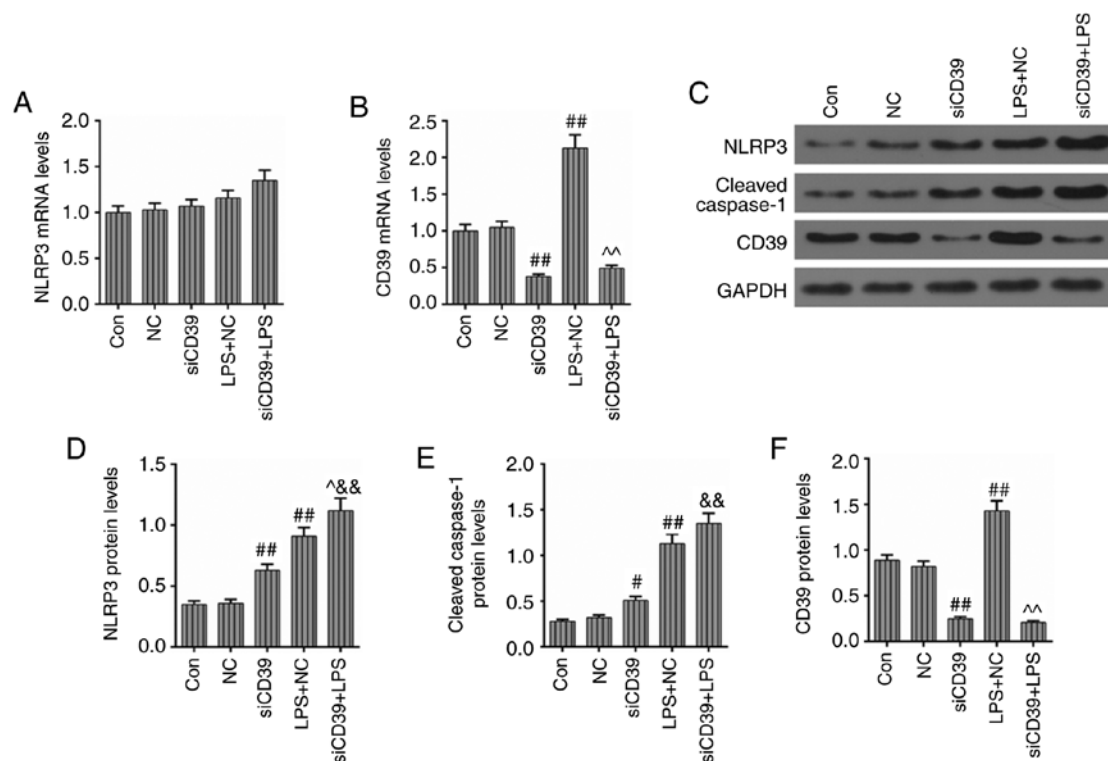 A
NLRP3 mRNA levels
2.0
1.5
1.0
0.5
0.0
Con
NC
siCD39
LPS+NC
siCD39+LPS
B
CD39 mRNA levels
2.5
2.0
1.5
1.0
0.5
0.0
##
##
^^
Con
NC
siCD39
LPS+NC
siCD39+LPS
C
Con
NC
siCD39
LPS+NC
siCD39+LPS
NLRP3
Cleaved
caspase-1
CD39
GAPDH
D
NLRP3 protein levels
1.5
1.0
0.5
0.0
##
##
^&&
Con
NC
siCD39
LPS+NC
siCD39+LPS
E
Cleaved caspase-1
protein levels
2.0
1.5
1.0
0.5
0.0
#
##
&&
Con
NC
siCD39
LPS+NC
siCD39+LPS
F
CD39 protein levels
2.0
1.5
1.0
0.5
0.0
##
##
^^
Con
NC
siCD39
LPS+NC
siCD39+LPS